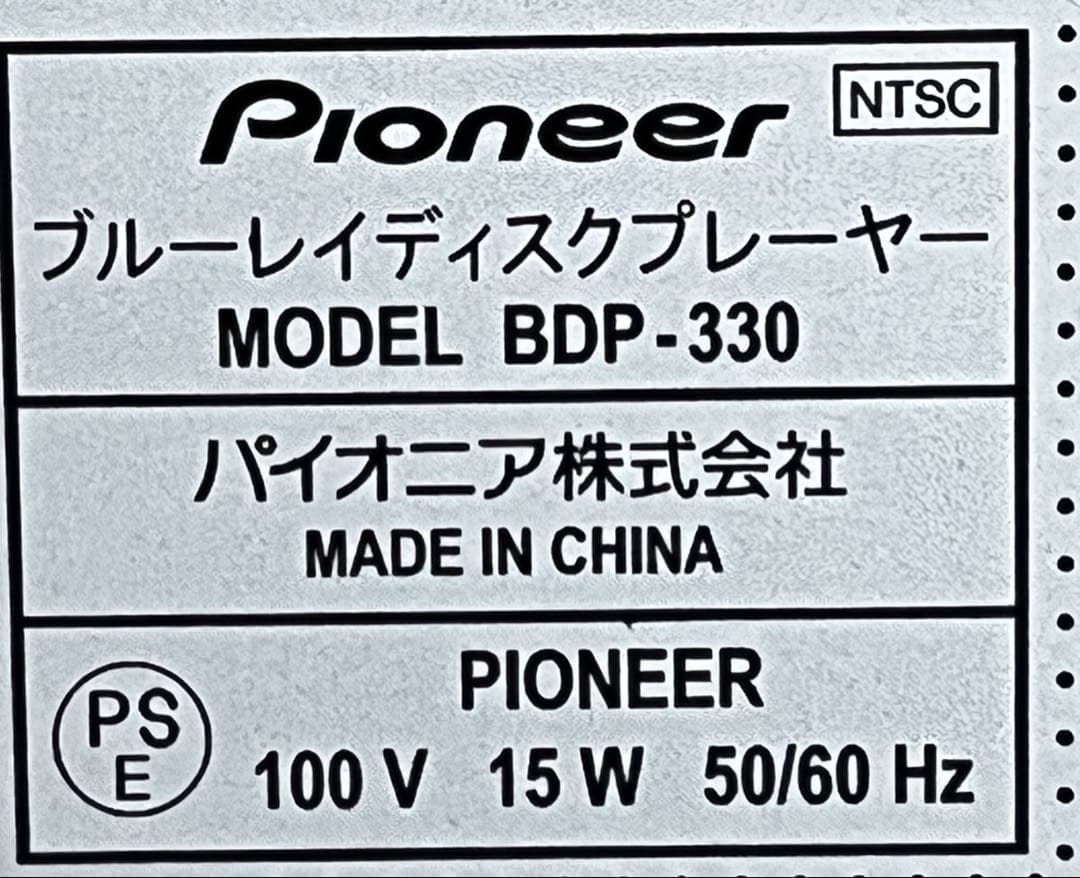 Pioneer NTSC
ブルーレイディスクプレーヤー
MODEL BDP-330
パイオニア株式会社
MADE IN CHINA
PIONEER
PS
E
100 V 15 W 50/60 Hz